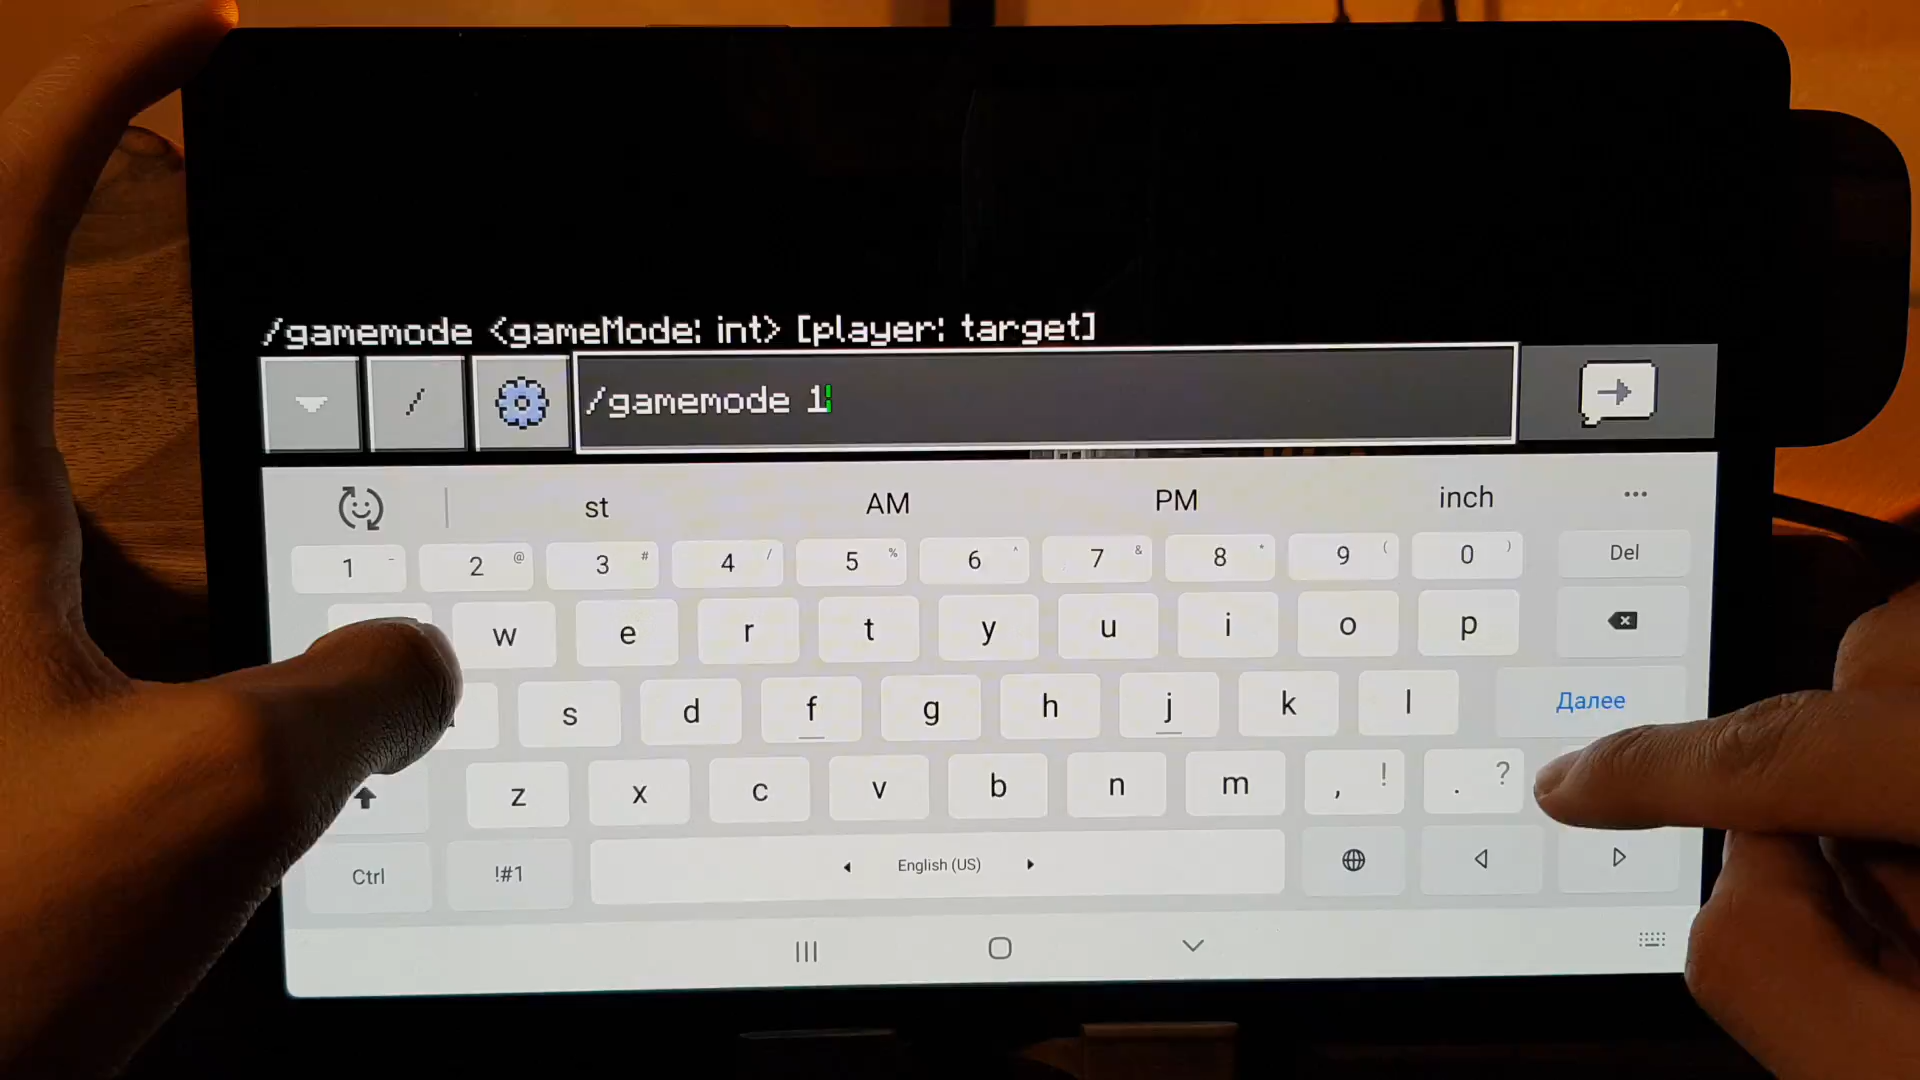 /gamemode <gameMode: int> [player: target]
/ /gamemode 1
st AM PM inch ...
1 - 2 @ 3 # 4 / 5 % 6 ^ 7 & 8 * 9 ( 0 ) Del
w e r t y u i o p
s d f g h j k l Далее
z x c v b n m , ! . ?
Ctrl !#1 English (US)